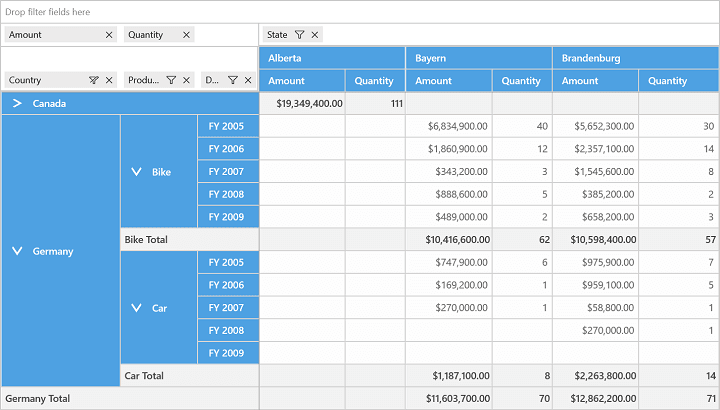 Drop filter fields here
Amount Quantity State
Alberta Bayern Brandenburg
Country Produ... D... Amount Quantity Amount Quantity Amount Quantity
Canada $19,349,400.00 111
FY 2005 $6,834,900.00 40 $5,652,300.00 30
FY 2006 $1,860,900.00 12 $2,357,100.00 14
Bike FY 2007 $343,200.00 3 $1,545,600.00 8
FY 2008 $888,600.00 5 $385,200.00 2
FY 2009 $489,000.00 2 $658,200.00 3
Bike Total $10,416,600.00 62 $10,598,400.00 57
Germany
FY 2005 $747,900.00 6 $975,900.00 7
FY 2006 $169,200.00 1 $959,100.00 5
Car FY 2007 $270,000.00 1 $58,800.00 1
FY 2008 $270,000.00 1
FY 2009
Car Total $1,187,100.00 8 $2,263,800.00 14
Germany Total $11,603,700.00 70 $12,862,200.00 71